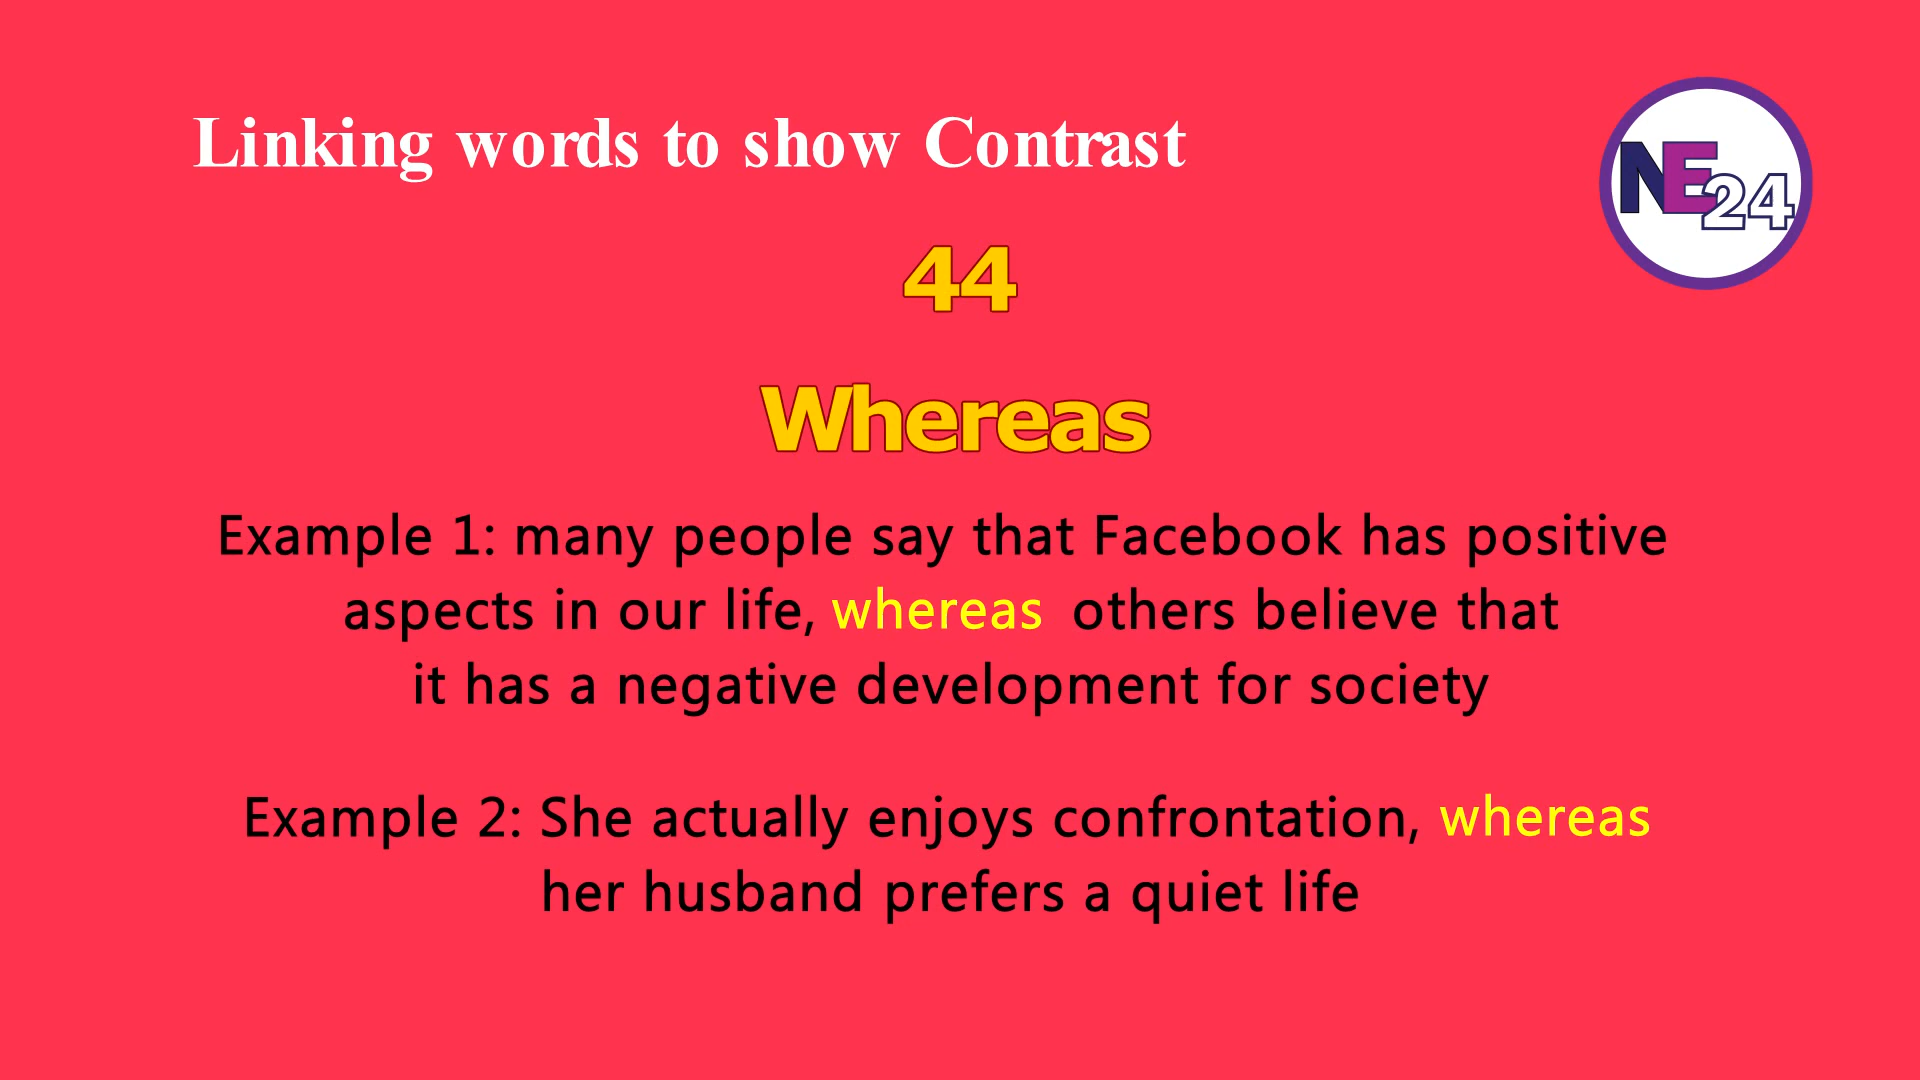 Linking words to show Contrast
NE24
44
Whereas
Example 1: many people say that Facebook has positive
aspects in our life, whereas others believe that
it has a negative development for society
Example 2: She actually enjoys confrontation, whereas
her husband prefers a quiet life